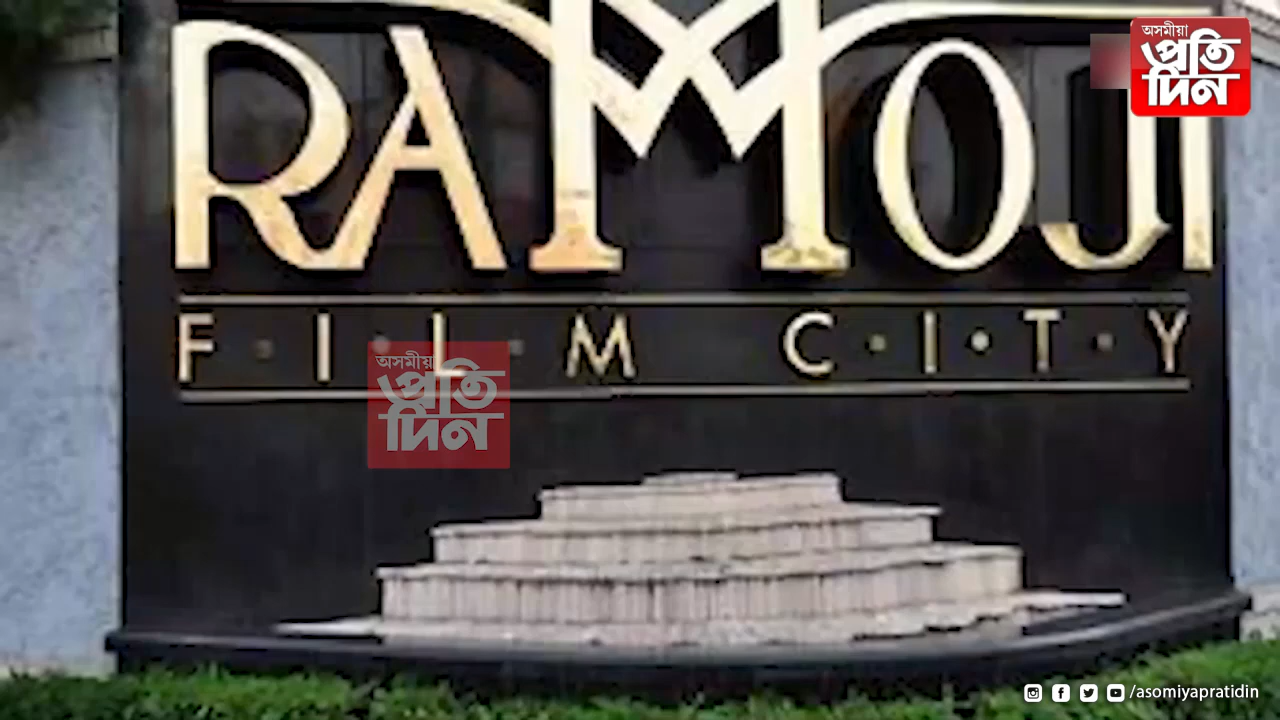 RAMOJI
F·I·L·M C·I·T·Y
অসমীয়া
প্ৰতি
দিন
অসমীয়া
প্ৰতি
দিন
/asomiyapratidin